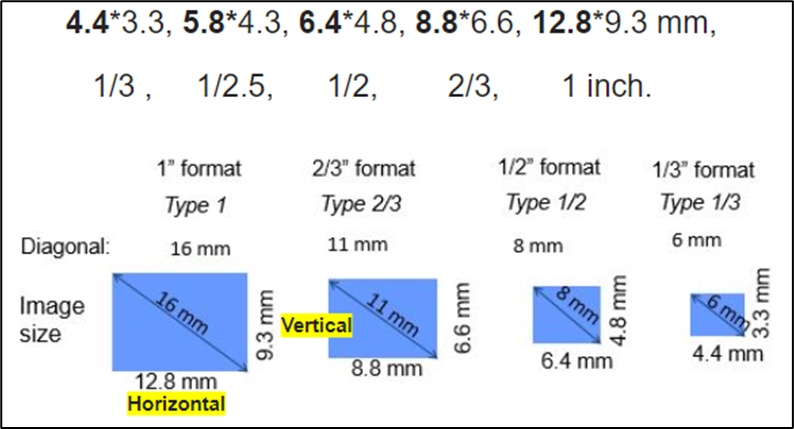 4.4*3.3, 5.8*4.3, 6.4*4.8, 8.8*6.6, 12.8*9.3 mm,
1/3 , 1/2.5, 1/2, 2/3, 1 inch.
1” format 2/3” format 1/2” format 1/3” format
Type 1 Type 2/3 Type 1/2 Type 1/3
Diagonal: 16 mm 11 mm 8 mm 6 mm
Image size
16 mm
9.3 mm
12.8 mm
Horizontal
Vertical
11 mm
6.6 mm
8.8 mm
8 mm
4.8 mm
6.4 mm
6 mm
3.3 mm
4.4 mm